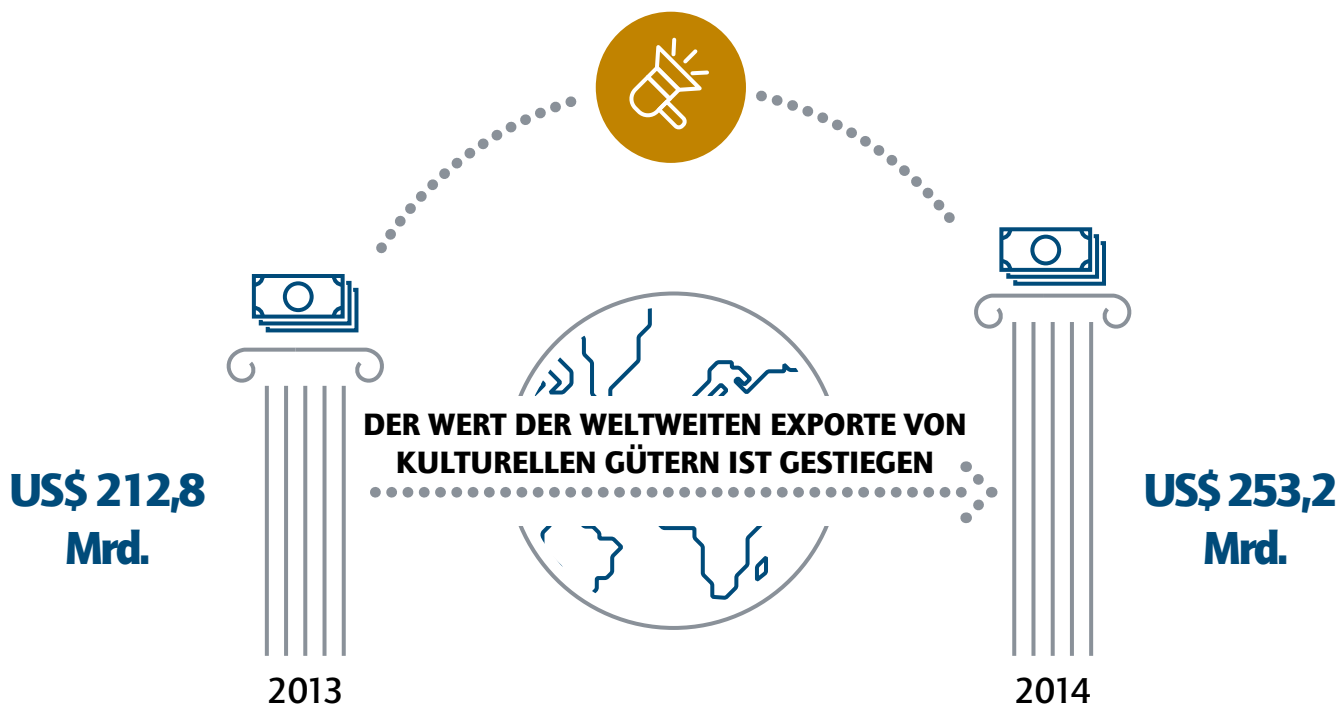 DER WERT DER WELTWEITEN EXPORTE VON
KULTURELLEN GÜTERN IST GESTIEGEN
US$ 212,8
Mrd.
2013
US$ 253,2
Mrd.
2014